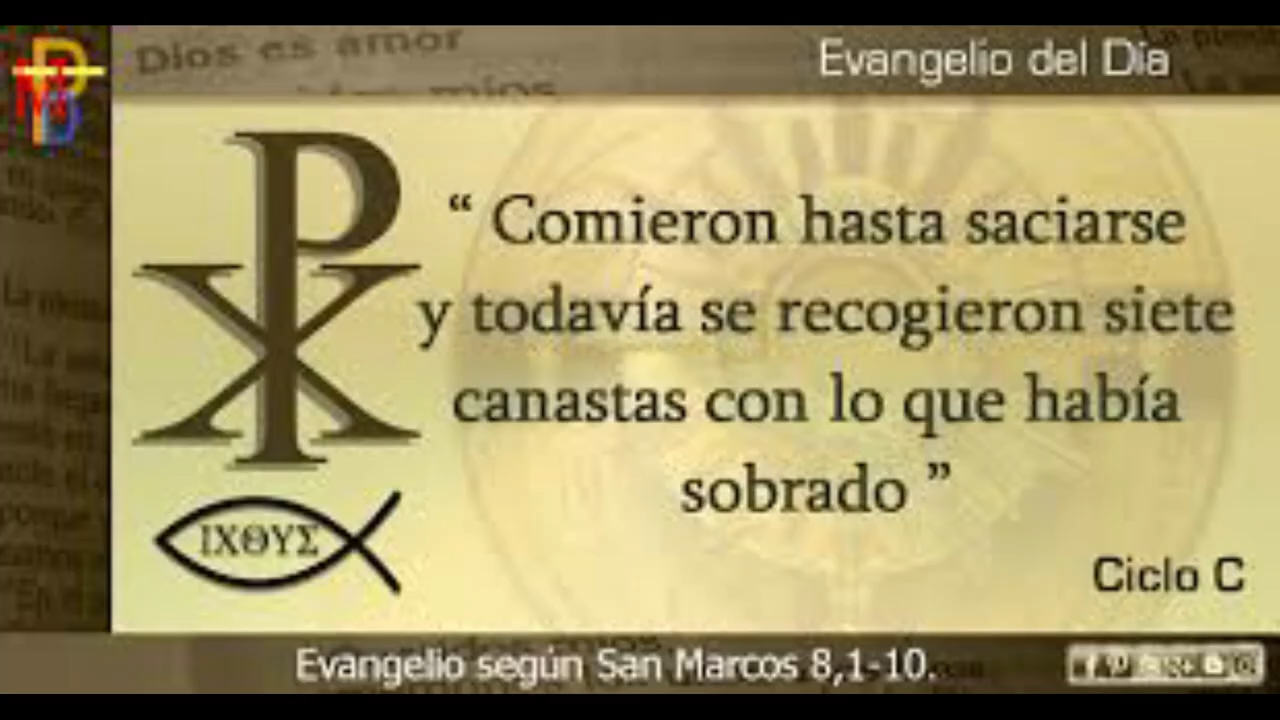 Dios es amor
Evangelio del Día
“ Comieron hasta saciarse
y todavía se recogieron siete
canastas con lo que había
sobrado ”
ΙΧΘΥΣ
Ciclo C
Evangelio según San Marcos 8,1-10.